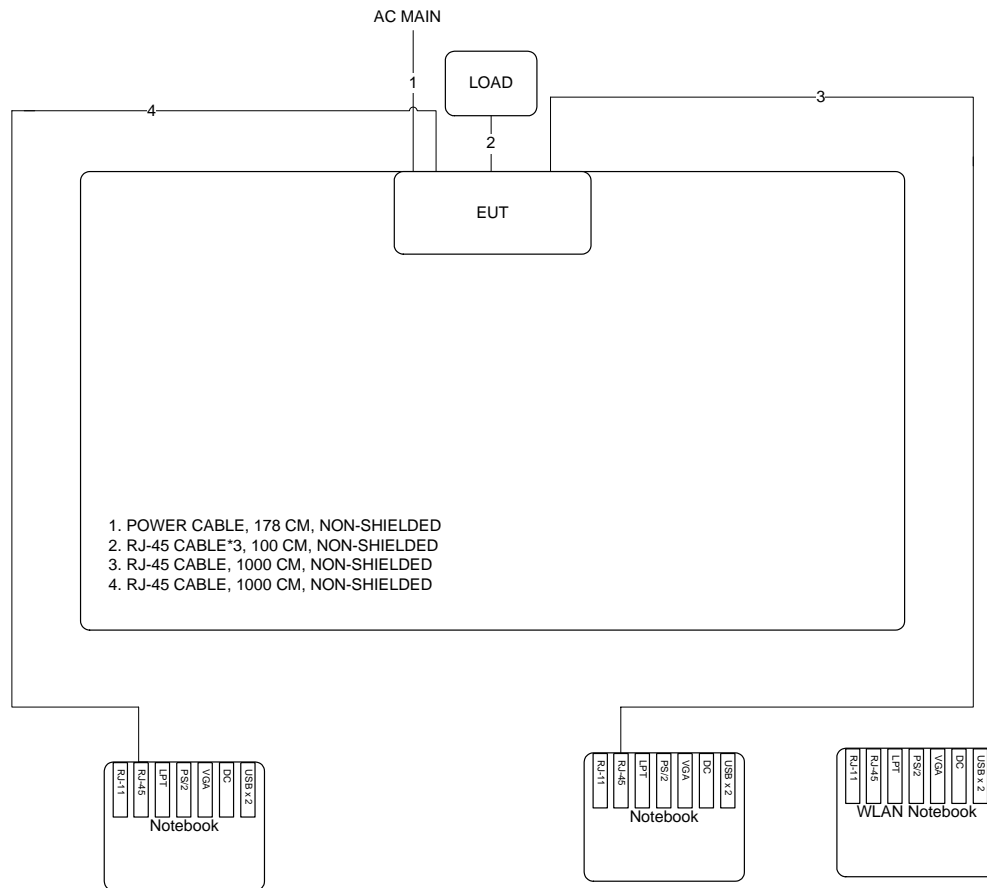 AC MAIN
1
LOAD
3
4
2
EUT
1. POWER CABLE, 178 CM, NON-SHIELDED
2. RJ-45 CABLE*3, 100 CM, NON-SHIELDED
3. RJ-45 CABLE, 1000 CM, NON-SHIELDED
4. RJ-45 CABLE, 1000 CM, NON-SHIELDED
RJ-11
RJ-45
LPT
PS/2
VGA
DC
USB x 2
Notebook
RJ-11
RJ-45
LPT
PS/2
VGA
DC
USB x 2
Notebook
RJ-11
RJ-45
LPT
PS/2
VGA
DC
USB x 2
WLAN Notebook